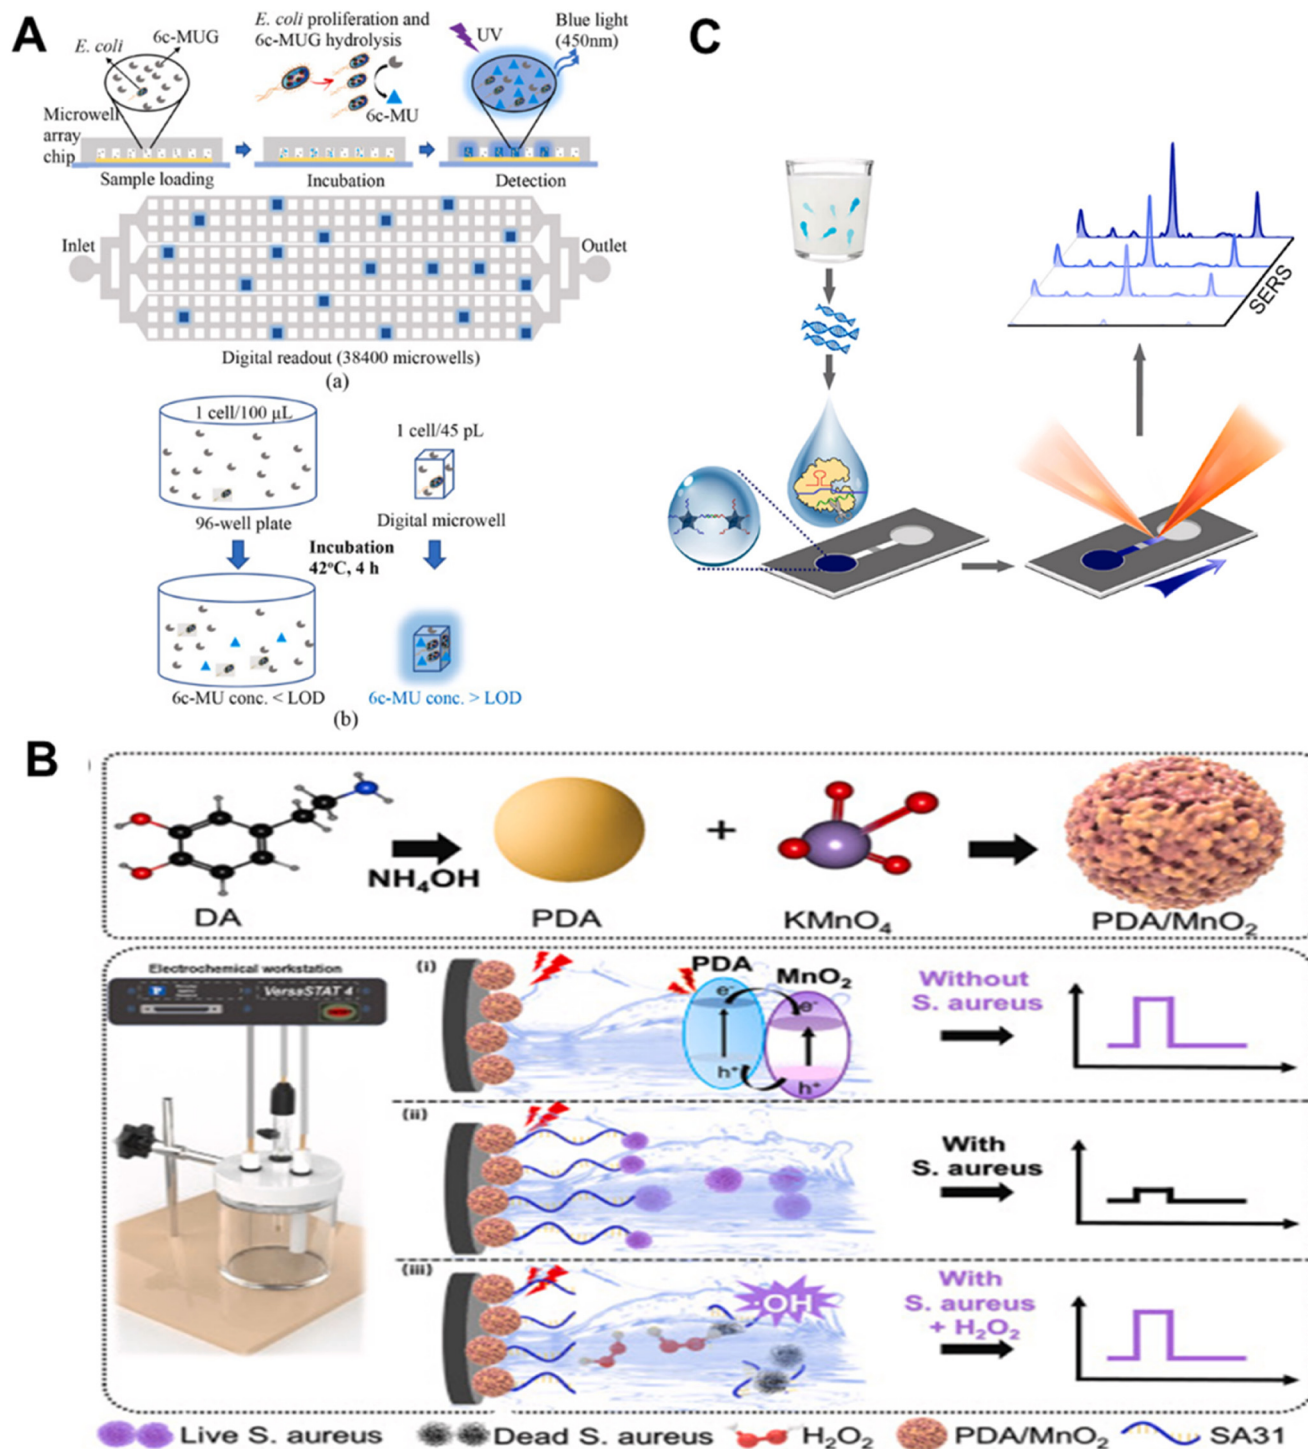 A
E. coli
6c-MUG
E. coli proliferation and
6c-MUG hydrolysis
6c-MU
UV
Blue light
(450nm)
Microwell
array
chip
Sample loading
Incubation
Detection
Inlet
Outlet
Digital readout (38400 microwells)
(a)
1 cell/100 μL
1 cell/45 pL
96-well plate
Digital microwell
Incubation
42°C, 4 h
6c-MU conc. < LOD
6c-MU conc. > LOD
(b)
C
SERS
B
DA
NH₄OH
PDA
+
KMnO₄
PDA/MnO₂
Electrochemical workstation
VersaSTAT 4
(i)
PDA
MnO₂
e⁻
e⁻
h⁺
h⁺
Without
S. aureus
(ii)
With
S. aureus
(iii)
·OH
With
S. aureus
+ H₂O₂
Live S. aureus
Dead S. aureus
H₂O₂
PDA/MnO₂
SA31